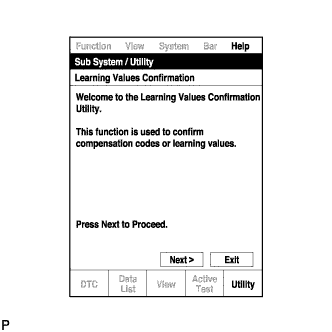 Function View System Bar Help
Sub System / Utility
Learning Values Confirmation
Welcome to the Learning Values Confirmation
Utility.
This function is used to confirm
compensation codes or learning values.
Press Next to Proceed.
Next > Exit
DTC Data List View Active Test Utility
P